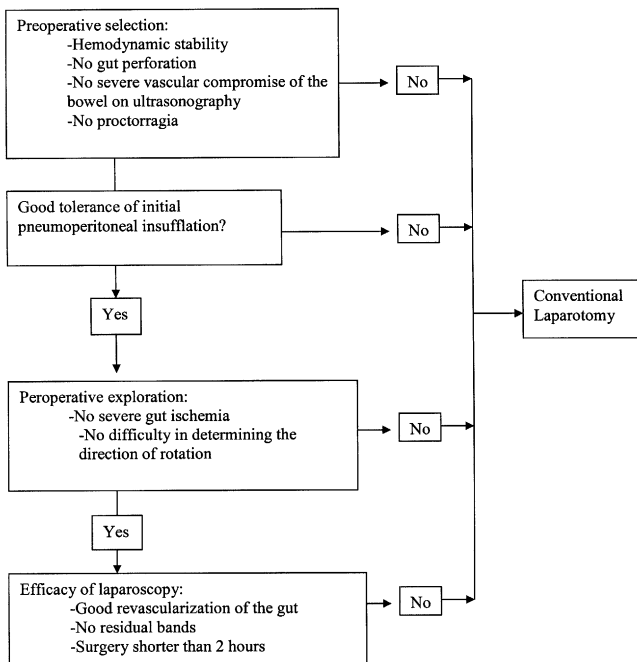 Preoperative selection:
-Hemodynamic stability
-No gut perforation
-No severe vascular compromise of the
bowel on ultrasonography
-No proctorragia
No
Good tolerance of initial
pneumoperitoneal insufflation?
No
Conventional
Laparotomy
Yes
Peroperative exploration:
-No severe gut ischemia
-No difficulty in determining the
direction of rotation
No
Yes
Efficacy of laparoscopy:
-Good revascularization of the gut
-No residual bands
-Surgery shorter than 2 hours
No